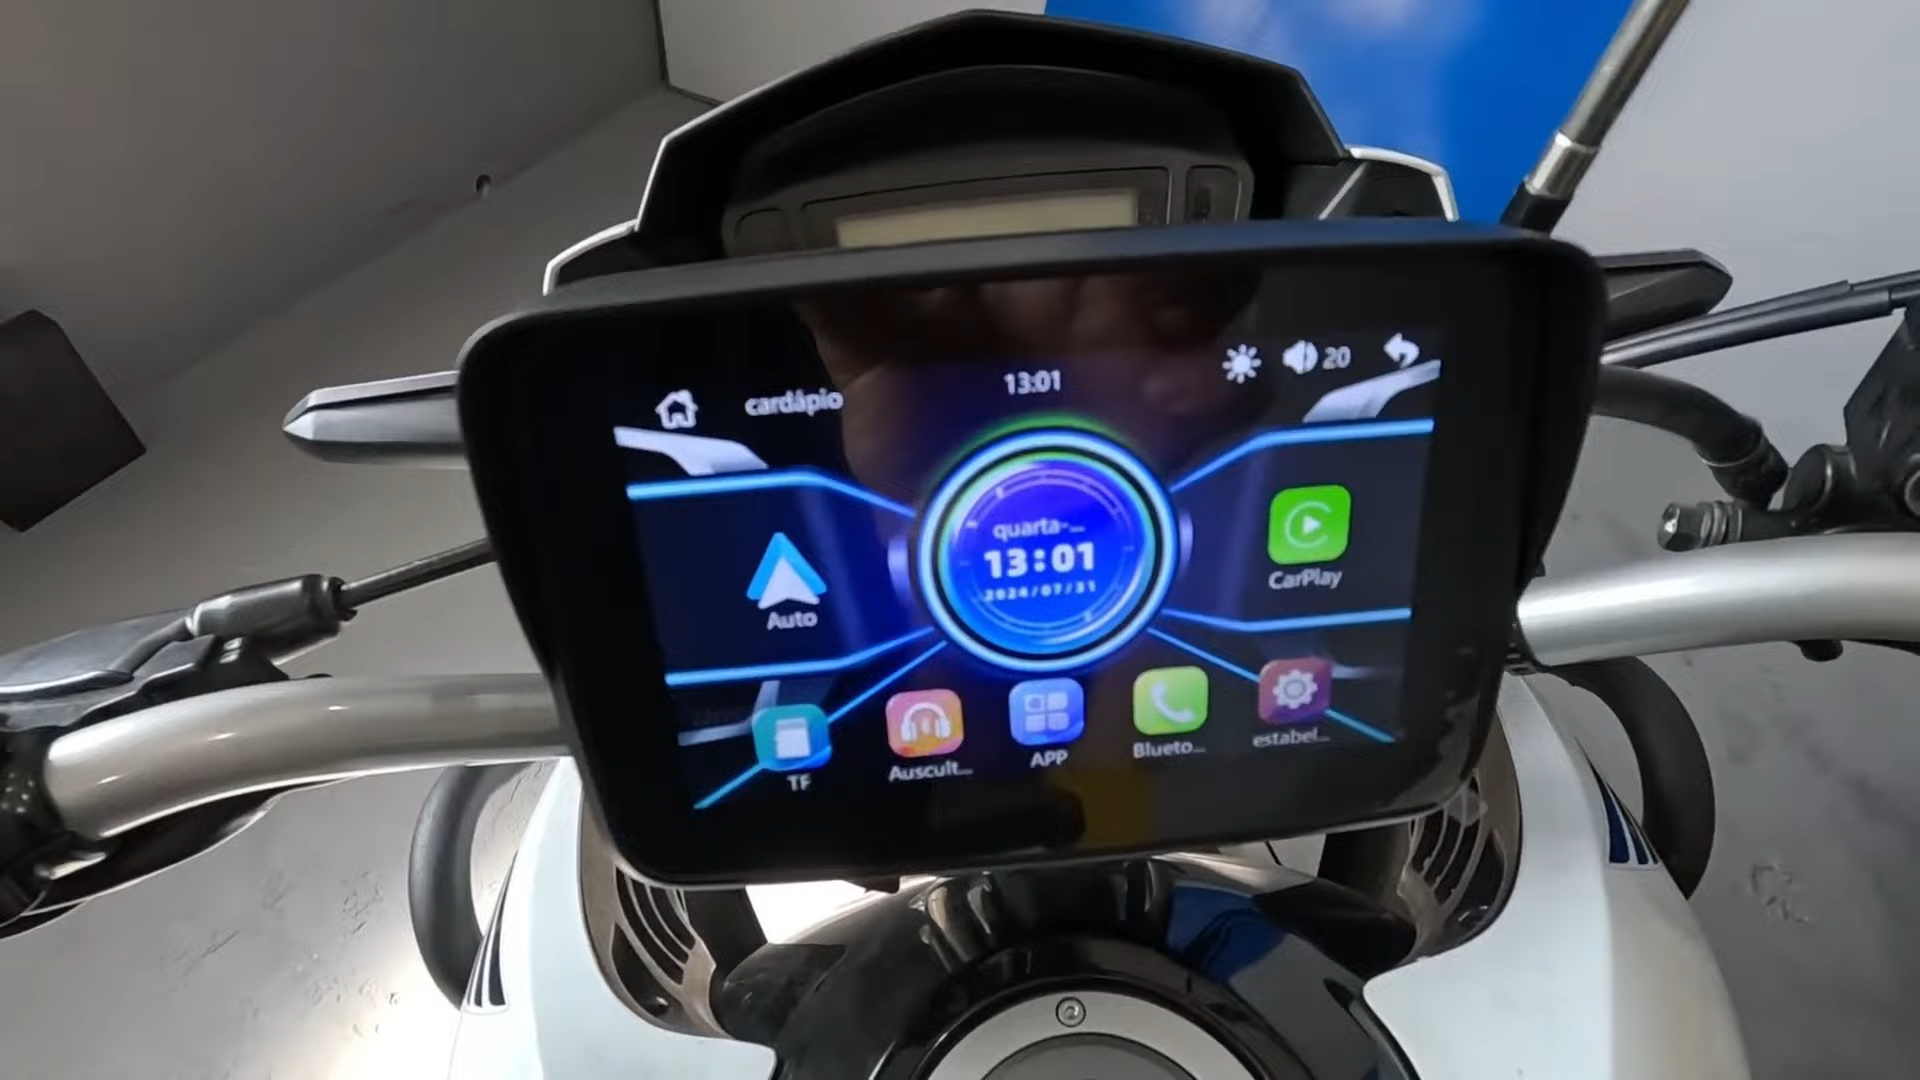 cardápio
13:01
20
quarta-...
13:01
2024/07/31
Auto
CarPlay
TF
Auscult...
APP
Blueto...
estabel...